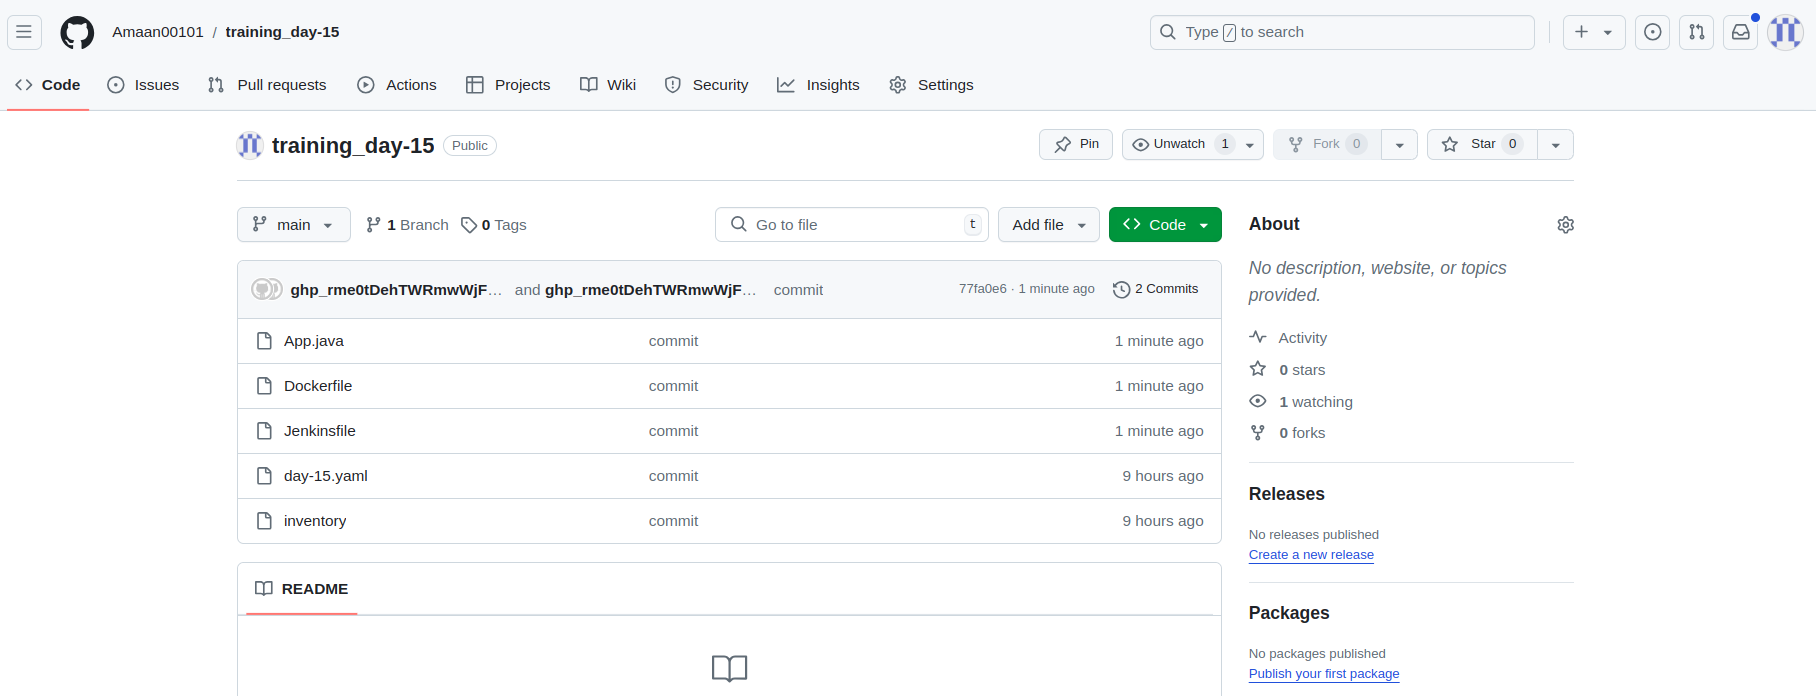 Amaan00101 / training_day-15
Type / to search
Code Issues Pull requests Actions Projects Wiki Security Insights Settings
training_day-15 Public
Pin Unwatch 1 Fork 0 Star 0
main 1 Branch 0 Tags Go to file t Add file Code
ghp_rme0tDehTWRmwWjF… and ghp_rme0tDehTWRmwWjF… commit 77fa0e6 · 1 minute ago 2 Commits
App.java commit 1 minute ago
Dockerfile commit 1 minute ago
Jenkinsfile commit 1 minute ago
day-15.yaml commit 9 hours ago
inventory commit 9 hours ago
README
About
No description, website, or topics
provided.
Activity
0 stars
1 watching
0 forks
Releases
No releases published
Create a new release
Packages
No packages published
Publish your first package